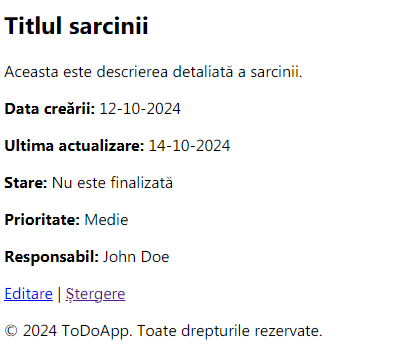 Titlul sarcinii
Aceasta este descrierea detaliată a sarcinii.
Data creării: 12-10-2024
Ultima actualizare: 14-10-2024
Stare: Nu este finalizată
Prioritate: Medie
Responsabil: John Doe
Editare | Ștergere
© 2024 ToDoApp. Toate drepturile rezervate.